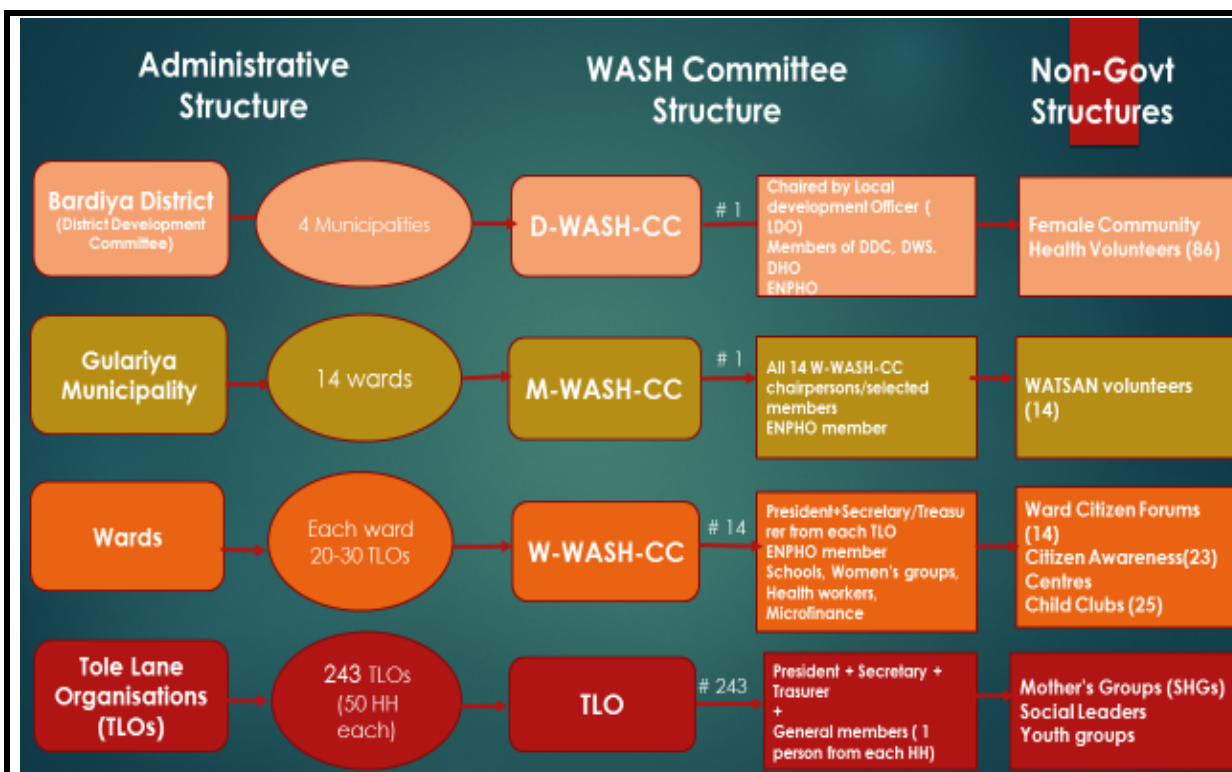 Administrative
Structure
WASH Committee
Structure
Non-Govt
Structures
Bardiya District
(District Development
Committee)
4 Municipalities
D-WASH-CC
# 1
Chaired by Local
development Officer (
LDO)
Members of DDC, DWS.
DHO
ENPHO
Female Community
Health Volunteers (86)
Gulariya
Municipality
14 wards
M-WASH-CC
# 1
All 14 W-WASH-CC
chairpersons/selected
members
ENPHO member
WATSAN volunteers
(14)
Wards
Each ward
20-30 TLOs
W-WASH-CC
# 14
President+Secretary/Treasu
rer from each TLO
ENPHO member
Schools, Women's groups,
Health workers,
Microfinance
Ward Citizen Forums
(14)
Citizen Awareness(23)
Centres
Child Clubs (25)
Tole Lane
Organisations
(TLOs)
243 TLOs
(50 HH
each)
TLO
# 243
President + Secretary +
Trasurer
+
General members ( 1
person from each HH)
Mother's Groups (SHGs)
Social Leaders
Youth groups